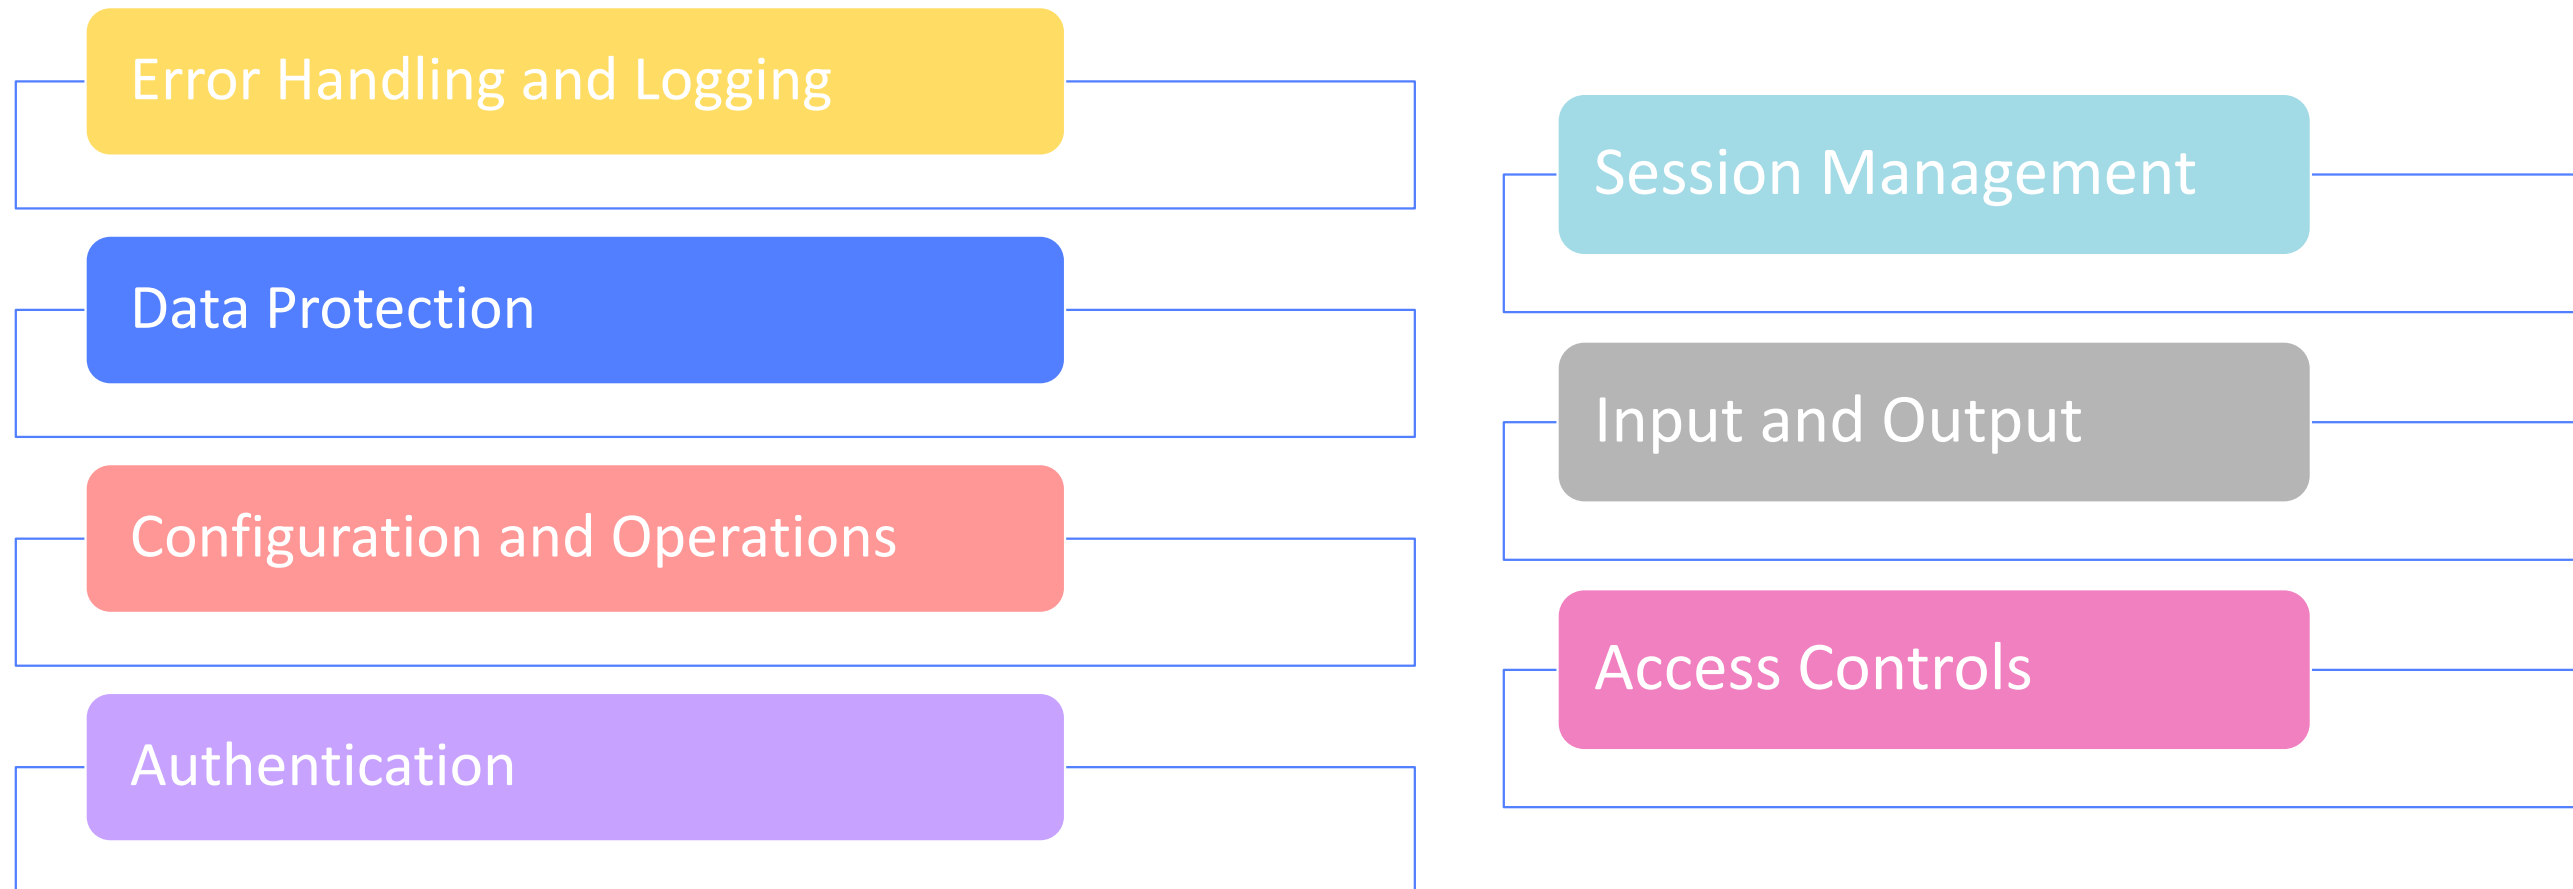 Error Handling and Logging
Data Protection
Configuration and Operations
Authentication
Session Management
Input and Output
Access Controls